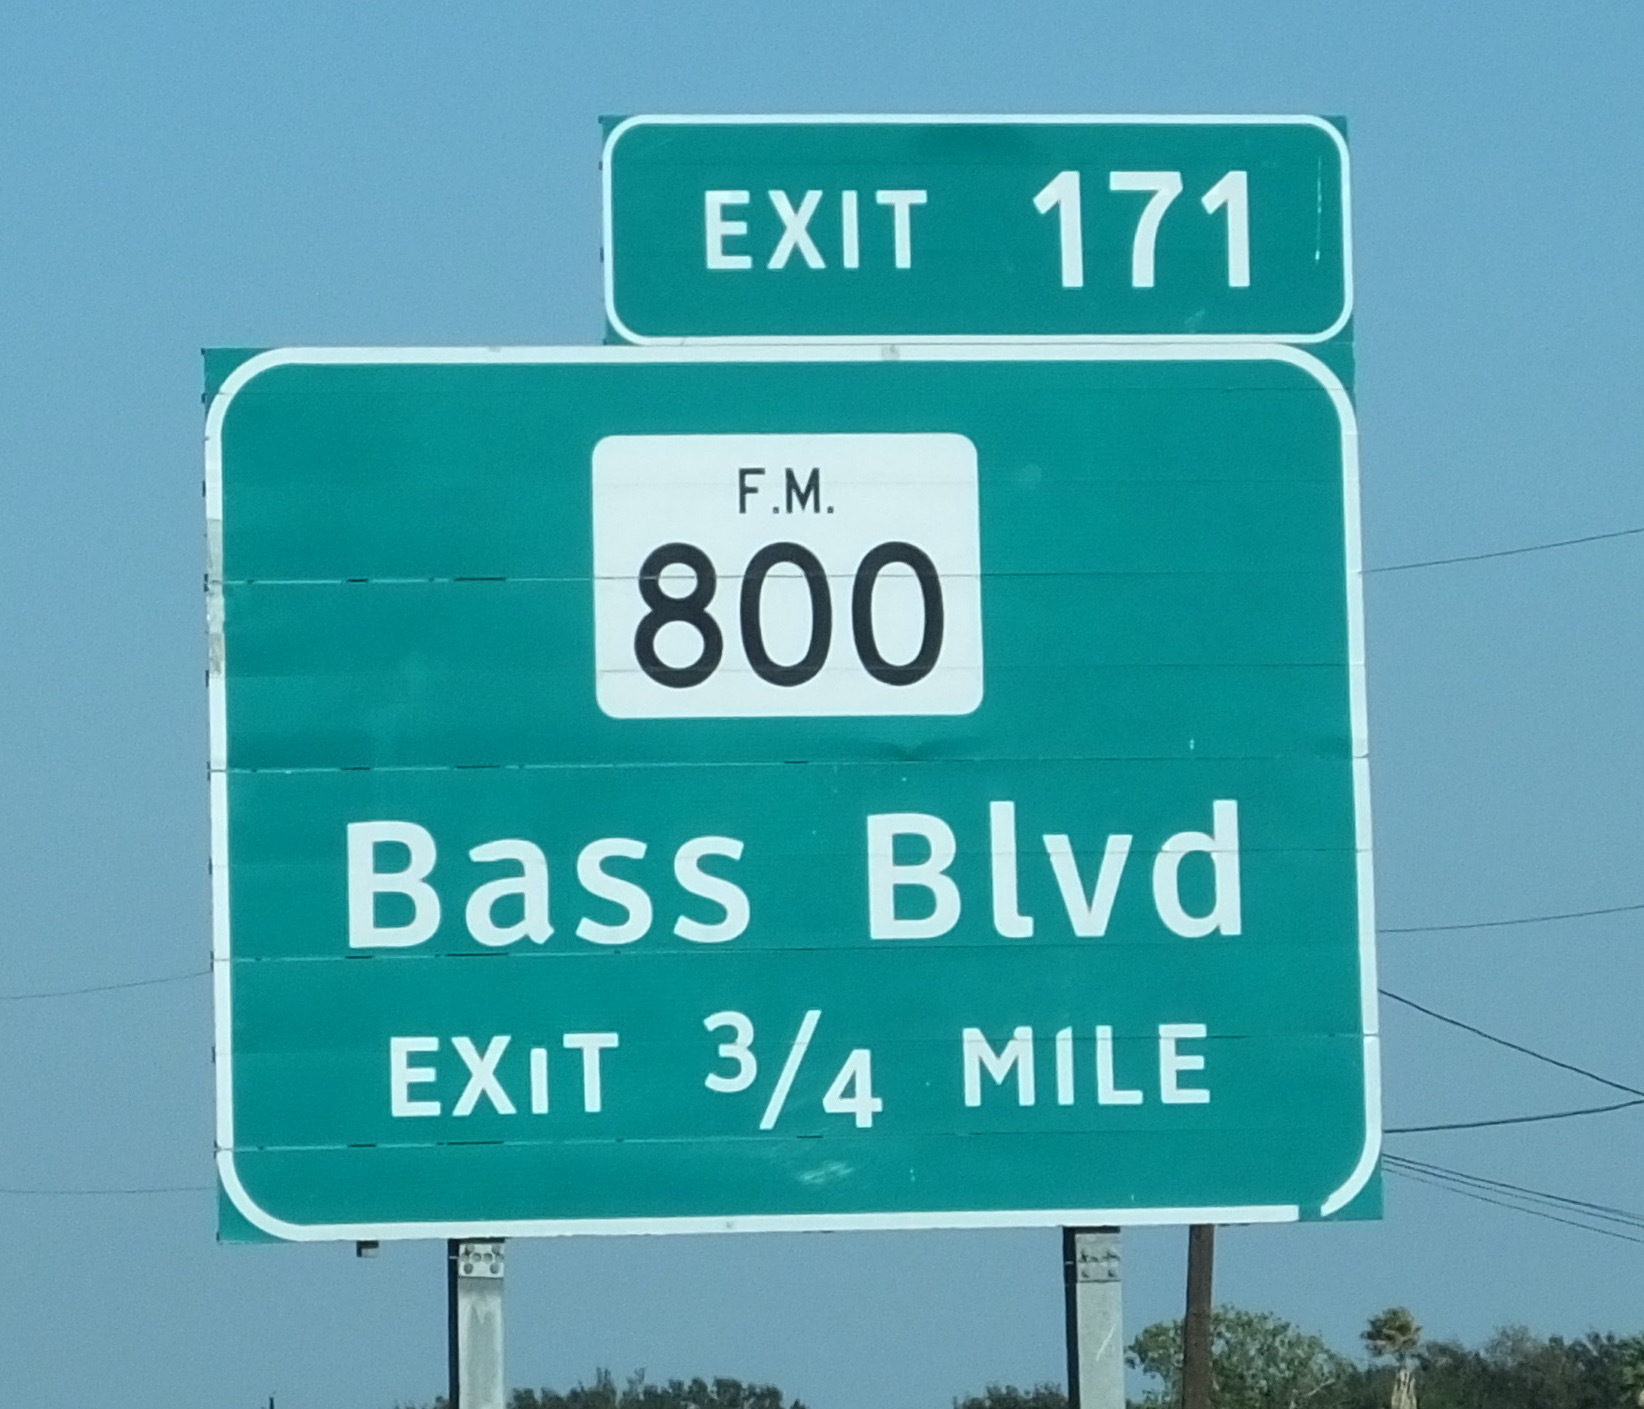 EXIT 171
F.M.
800
Bass Blvd
EXIT 3/4 MILE